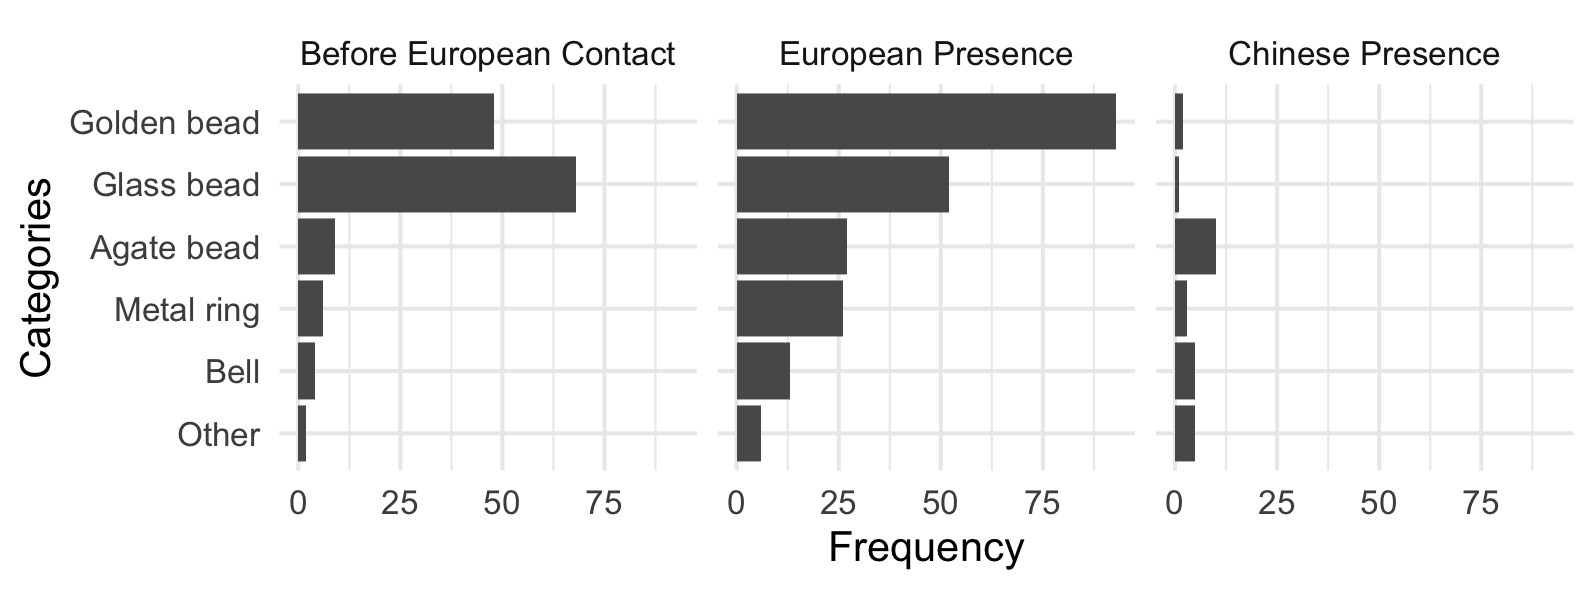 Before European Contact
European Presence
Chinese Presence
Categories
Golden bead
Glass bead
Agate bead
Metal ring
Bell
Other
0 25 50 75
0 25 50 75
0 25 50 75
Frequency